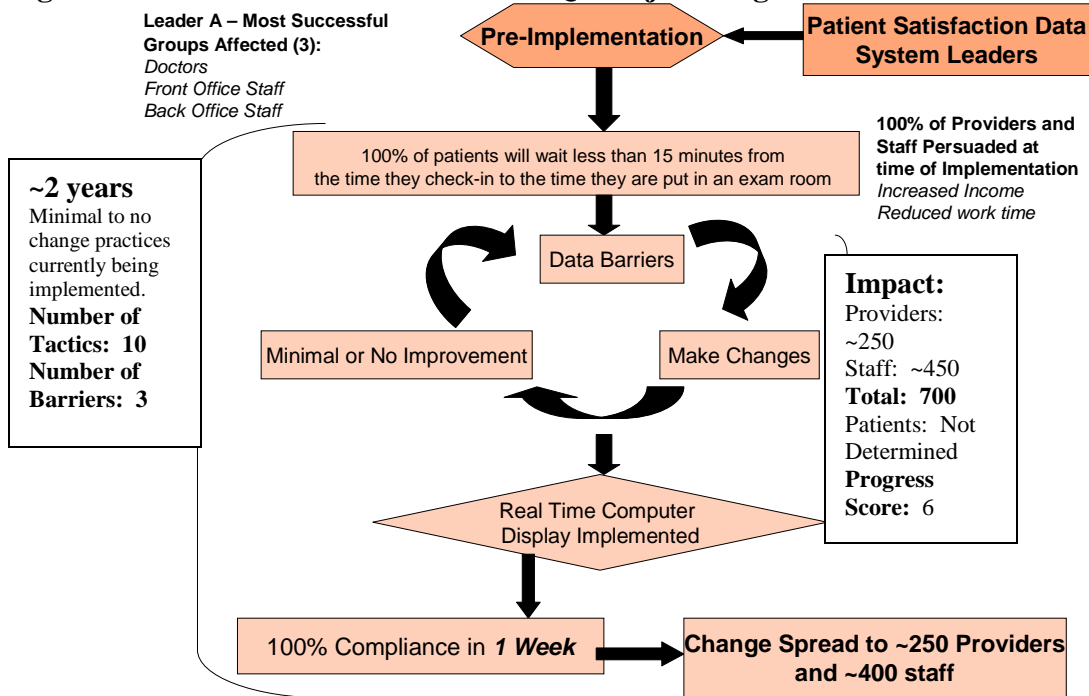 Leader A – Most Successful
Groups Affected (3):
Doctors
Front Office Staff
Back Office Staff
Pre-Implementation
Patient Satisfaction Data
System Leaders
100% of patients will wait less than 15 minutes from
the time they check-in to the time they are put in an exam room
100% of Providers and
Staff Persuaded at
time of Implementation
Increased Income
Reduced work time
~2 years
Minimal to no
change practices
currently being
implemented.
Number of
Tactics: 10
Number of
Barriers: 3
Data Barriers
Minimal or No Improvement
Make Changes
Impact:
Providers:
~250
Staff: ~450
Total: 700
Patients: Not
Determined
Progress
Score: 6
Real Time Computer
Display Implemented
100% Compliance in 1 Week
Change Spread to ~250 Providers
and ~400 staff